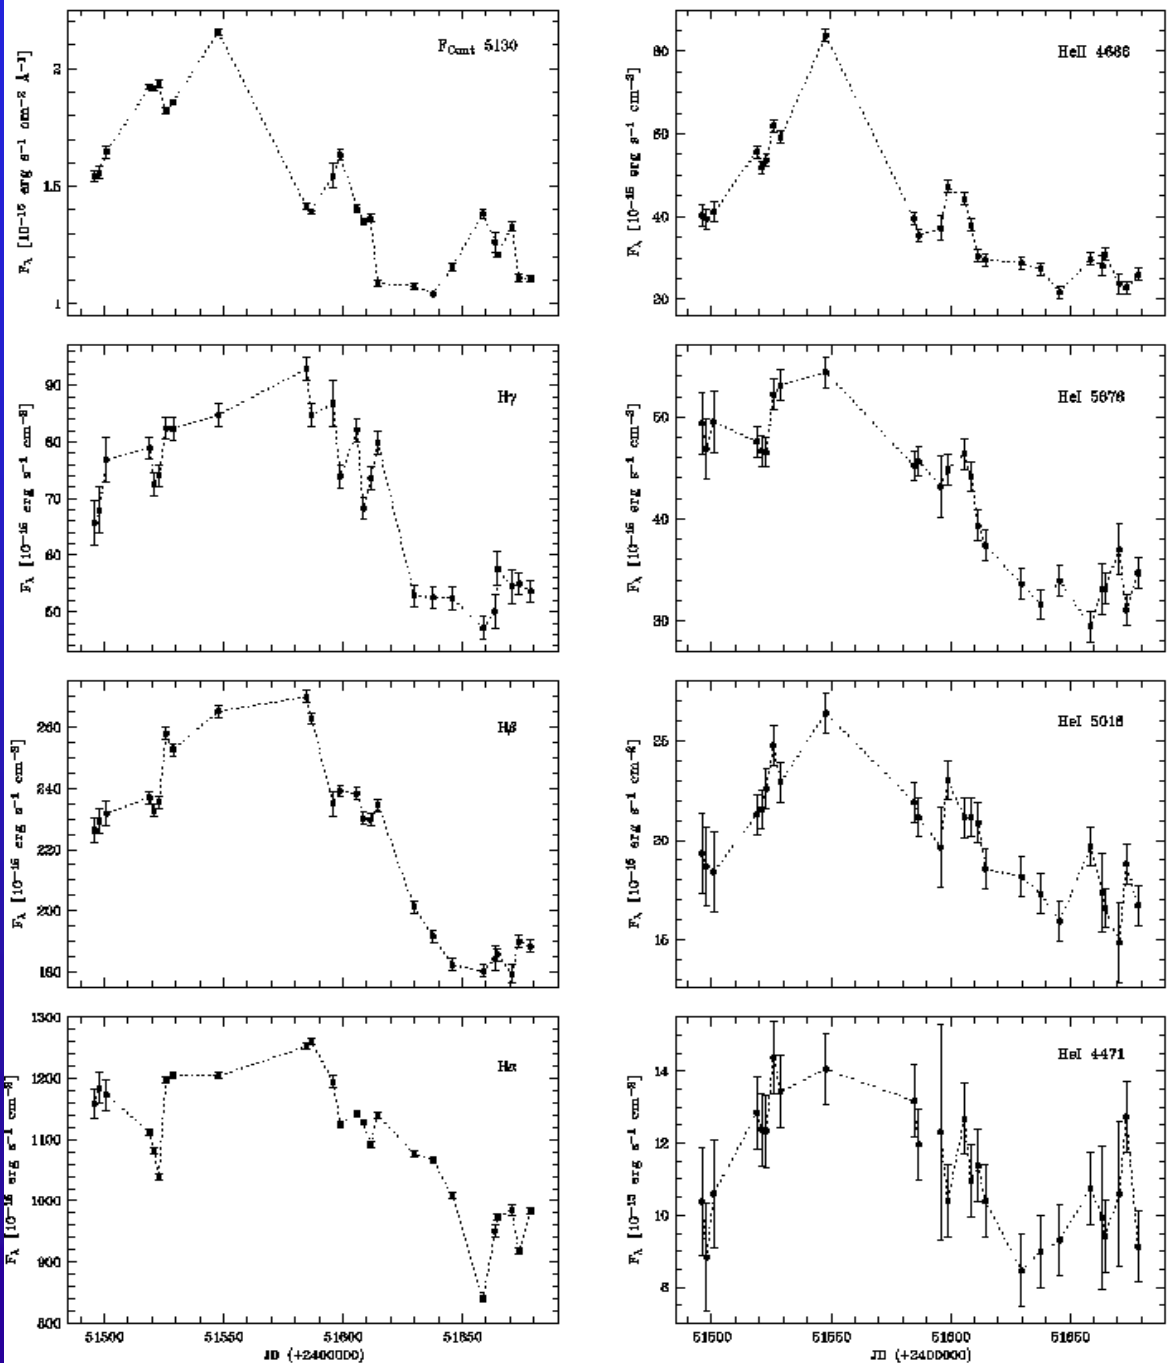 F_Cont 5130
F_λ [10^-15 erg s^-1 cm^-2 Å^-1]
2
1.5
1
HeII 4686
F_λ [10^-15 erg s^-1 cm^-2]
80
60
40
20
Hγ
F_λ [10^-15 erg s^-1 cm^-2]
90
80
70
60
50
HeI 5876
F_λ [10^-15 erg s^-1 cm^-2]
50
40
30
Hβ
F_λ [10^-15 erg s^-1 cm^-2]
260
240
220
200
180
HeI 5016
F_λ [10^-15 erg s^-1 cm^-2]
25
20
15
Hα
F_λ [10^-15 erg s^-1 cm^-2]
1300
1200
1100
1000
900
800
51500 51550 51600 51650
JD (+2400000)
HeI 4471
F_λ [10^-15 erg s^-1 cm^-2]
14
12
10
8
51500 51550 51600 51650
JD (+2400000)